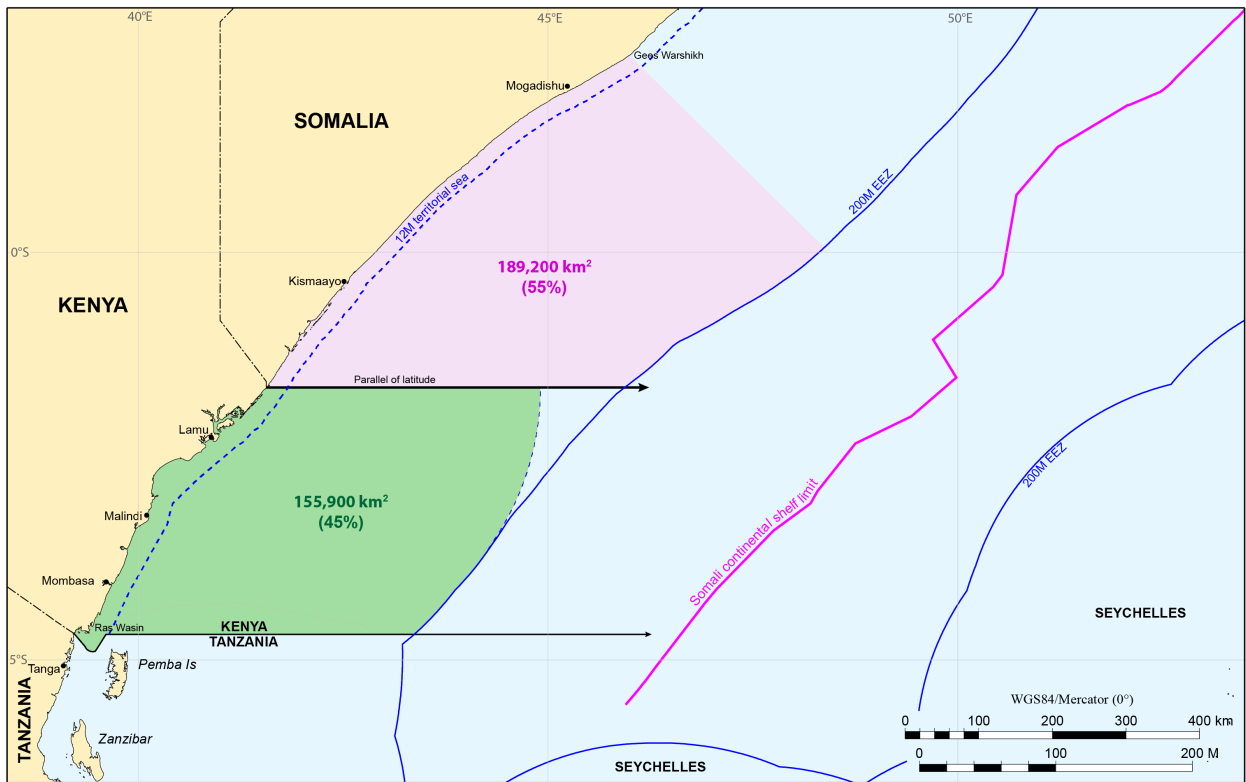 40°E
45°E
50°E
Gees Warshikh
Mogadishu
SOMALIA
12M territorial sea
200M EEZ
0°S
189,200 km²
(55%)
Kismaayo
KENYA
Parallel of latitude
Lamu
200M EEZ
155,900 km²
(45%)
Malindi
Somali continental shelf limit
Mombasa
SEYCHELLES
Ras Wasin
KENYA
TANZANIA
5°S
Tanga
Pemba Is
TANZANIA
Zanzibar
WGS84/Mercator (0°)
0 100 200 300 400 km
0 100 200 M
SEYCHELLES